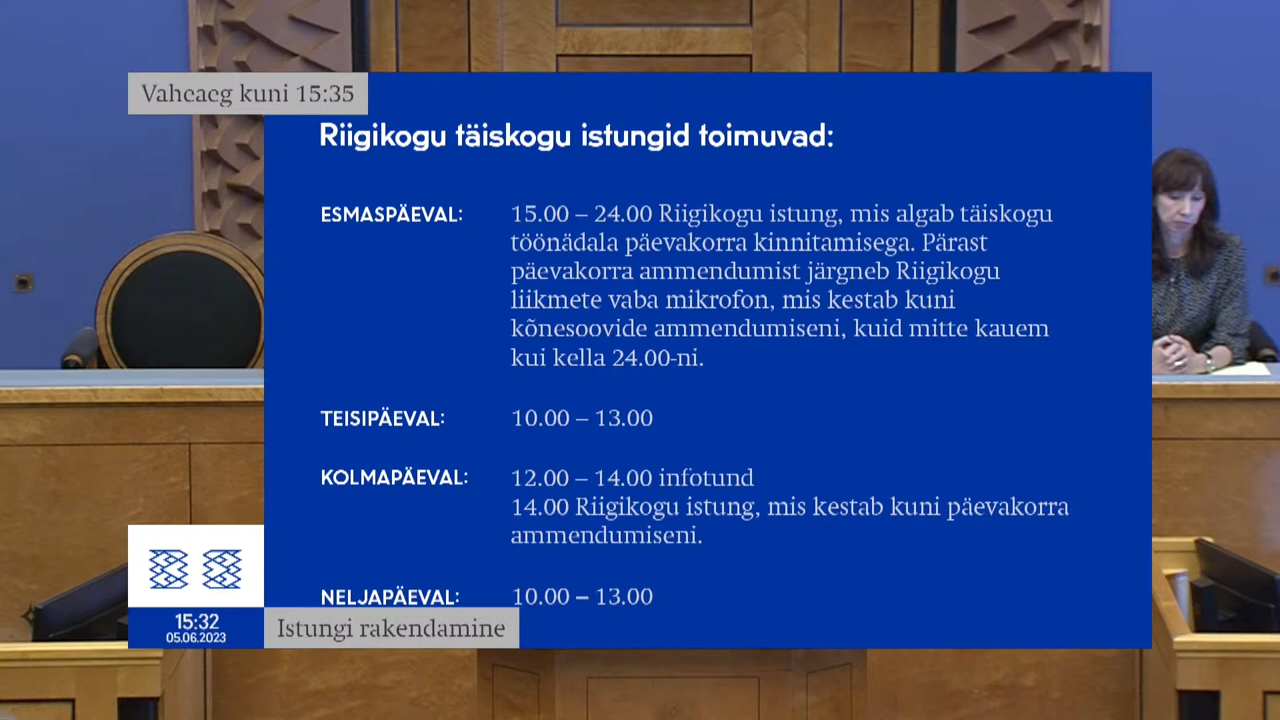 Vaheaeg kuni 15:35
Riigikogu täiskogu istungid toimuvad:
ESMASPÄEVAL:
15.00 – 24.00 Riigikogu istung, mis algab täiskogu
töönädala päevakorra kinnitamisega. Pärast
päevakorra ammendumist järgneb Riigikogu
liikmete vaba mikrofon, mis kestab kuni
kõnesoovide ammendumiseni, kuid mitte kauem
kui kella 24.00-ni.
TEISIPÄEVAL:
10.00 – 13.00
KOLMAPÄEVAL:
12.00 – 14.00 infotund
14.00 Riigikogu istung, mis kestab kuni päevakorra
ammendumiseni.
NELJAPÄEVAL:
10.00 – 13.00
15:32
05.06.2023
Istungi rakendamine